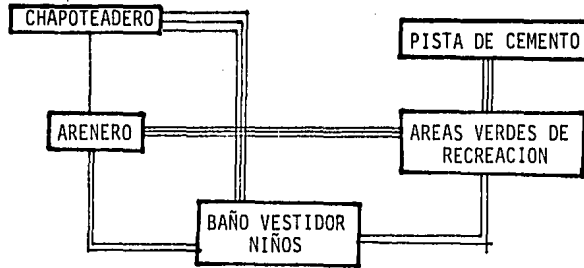 CHAPOTEADERO
PISTA DE CEMENTO
ARENERO
AREAS VERDES DE
RECREACION
BAÑO VESTIDOR
NIÑOS